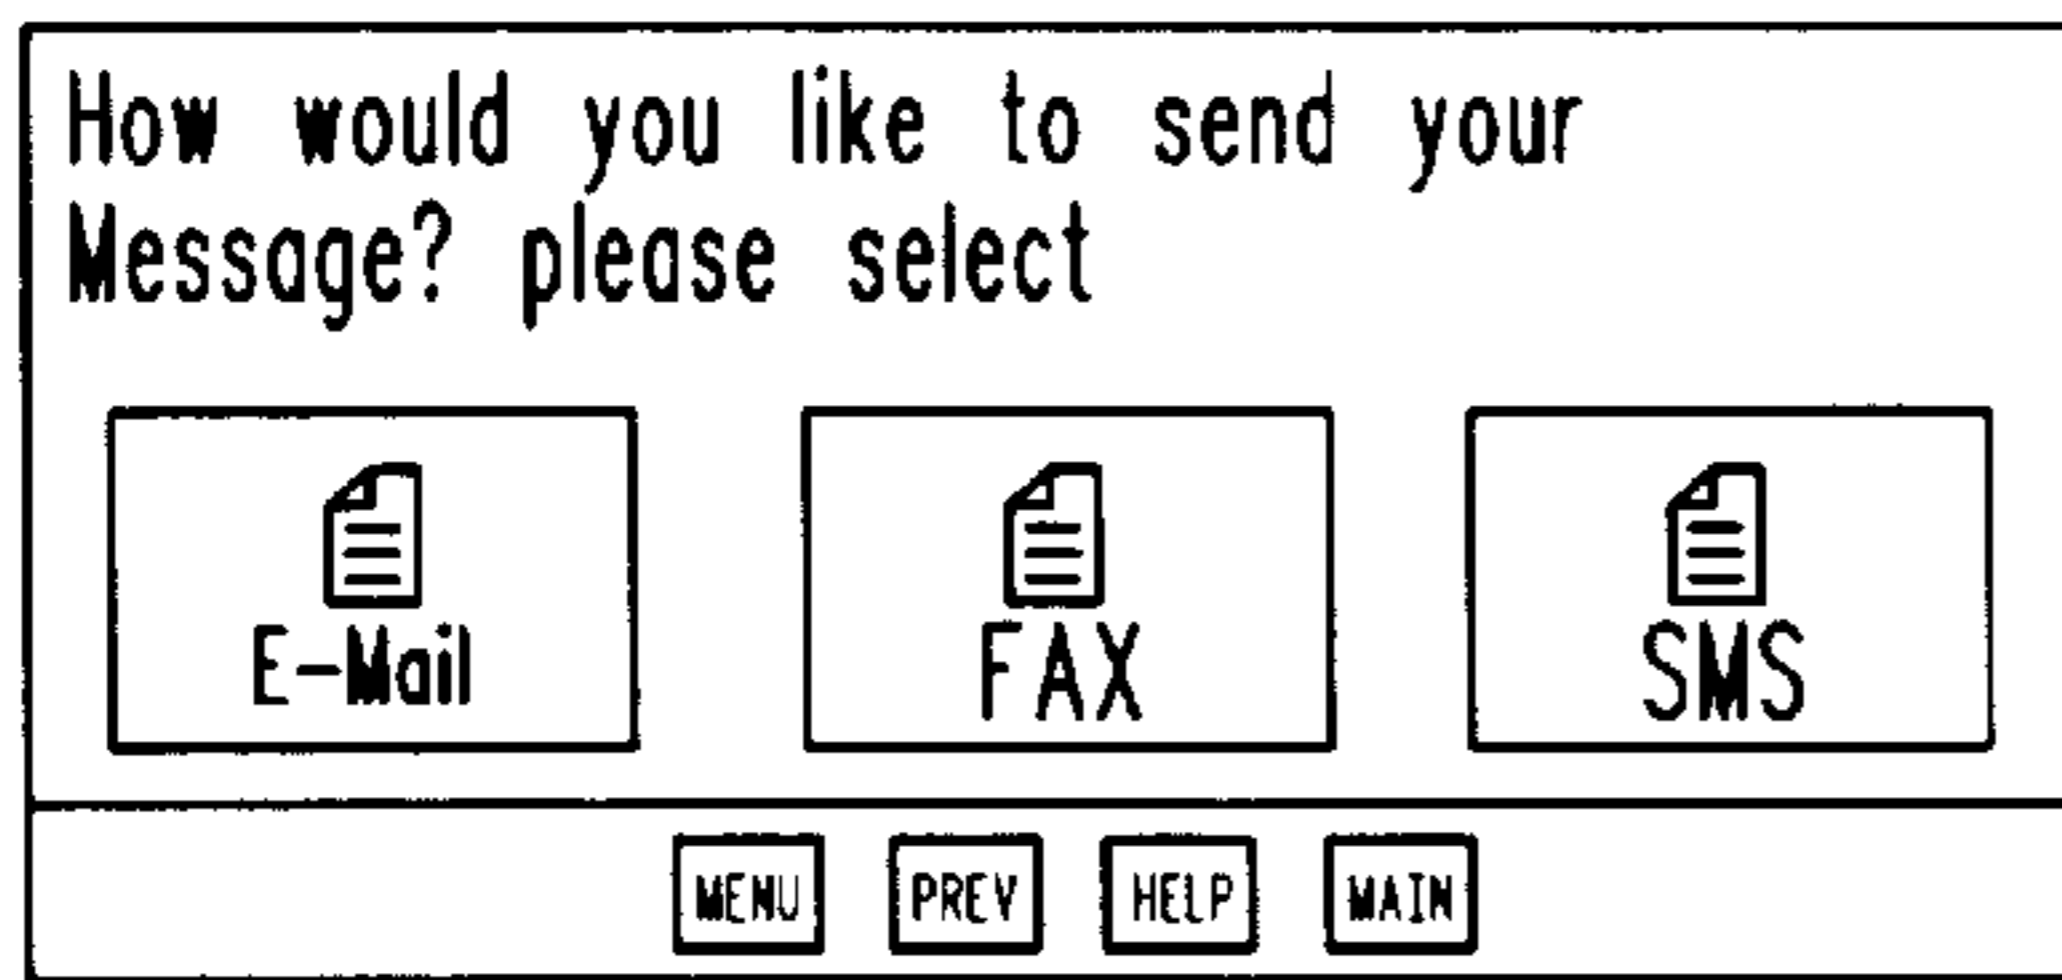 How would you like to send your
Message? please select
E-Mail FAX SMS
MENU PREV HELP MAIN